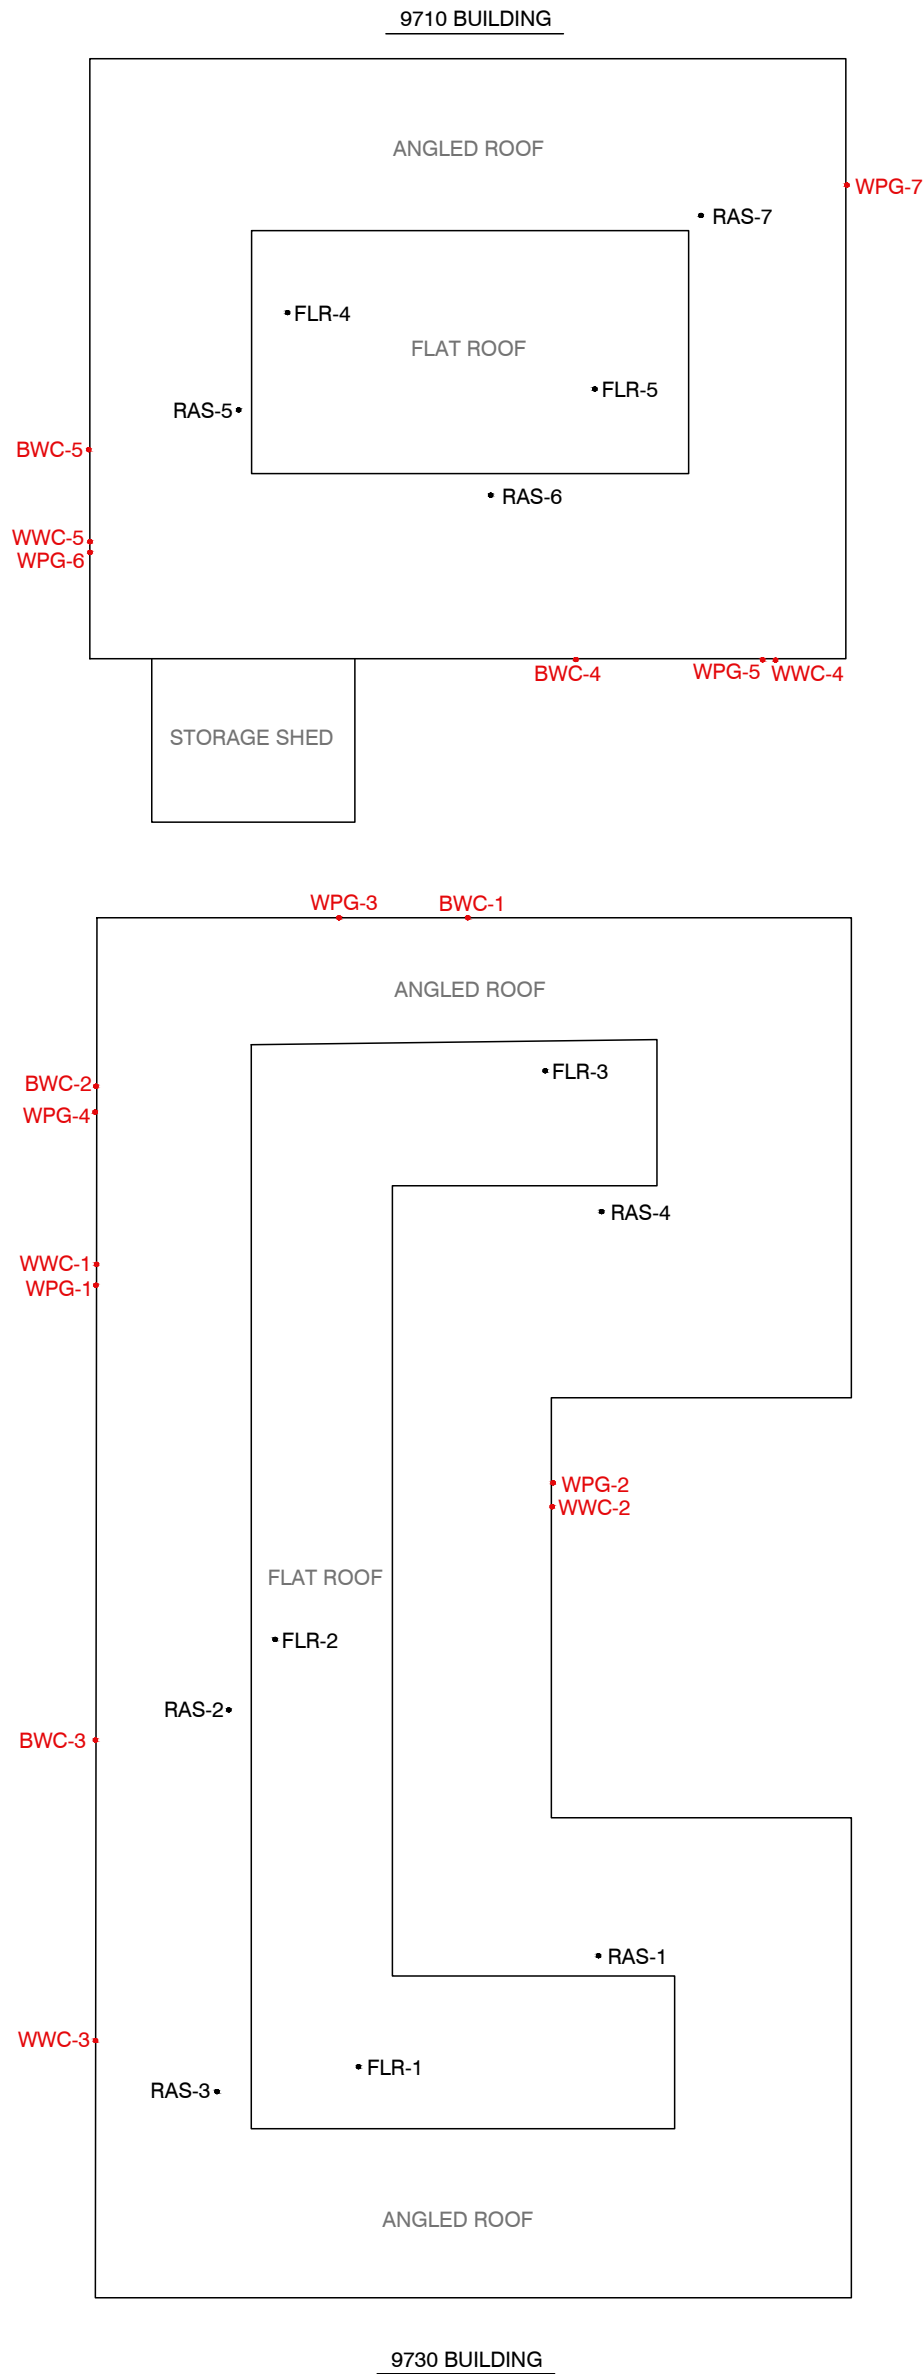 9710 BUILDING
ANGLED ROOF
WPG-7
RAS-7
FLR-4
FLAT ROOF
FLR-5
RAS-5
BWC-5
RAS-6
WWC-5
WPG-6
BWC-4
WPG-5
WWC-4
STORAGE SHED
WPG-3
BWC-1
ANGLED ROOF
FLR-3
BWC-2
WPG-4
RAS-4
WWC-1
WPG-1
WPG-2
WWC-2
FLAT ROOF
FLR-2
RAS-2
BWC-3
RAS-1
WWC-3
FLR-1
RAS-3
ANGLED ROOF
9730 BUILDING